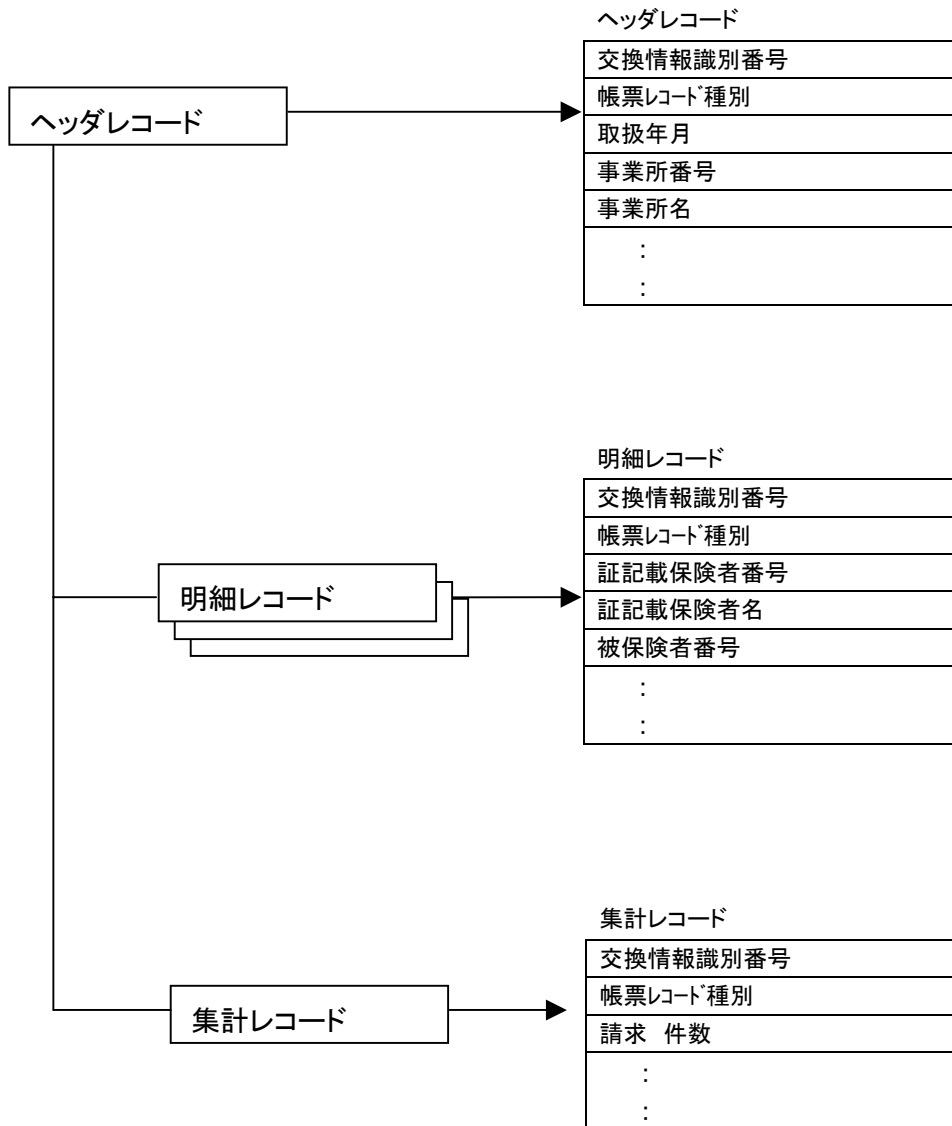 ヘッダレコード
交換情報識別番号
帳票ﾚｺｰﾄﾞ種別
取扱年月
事業所番号
事業所名
:
:
ヘッダレコード
明細レコード
交換情報識別番号
帳票ﾚｺｰﾄﾞ種別
証記載保険者番号
証記載保険者名
被保険者番号
:
:
明細レコード
集計レコード
交換情報識別番号
帳票ﾚｺｰﾄﾞ種別
請求　件数
:
:
集計レコード